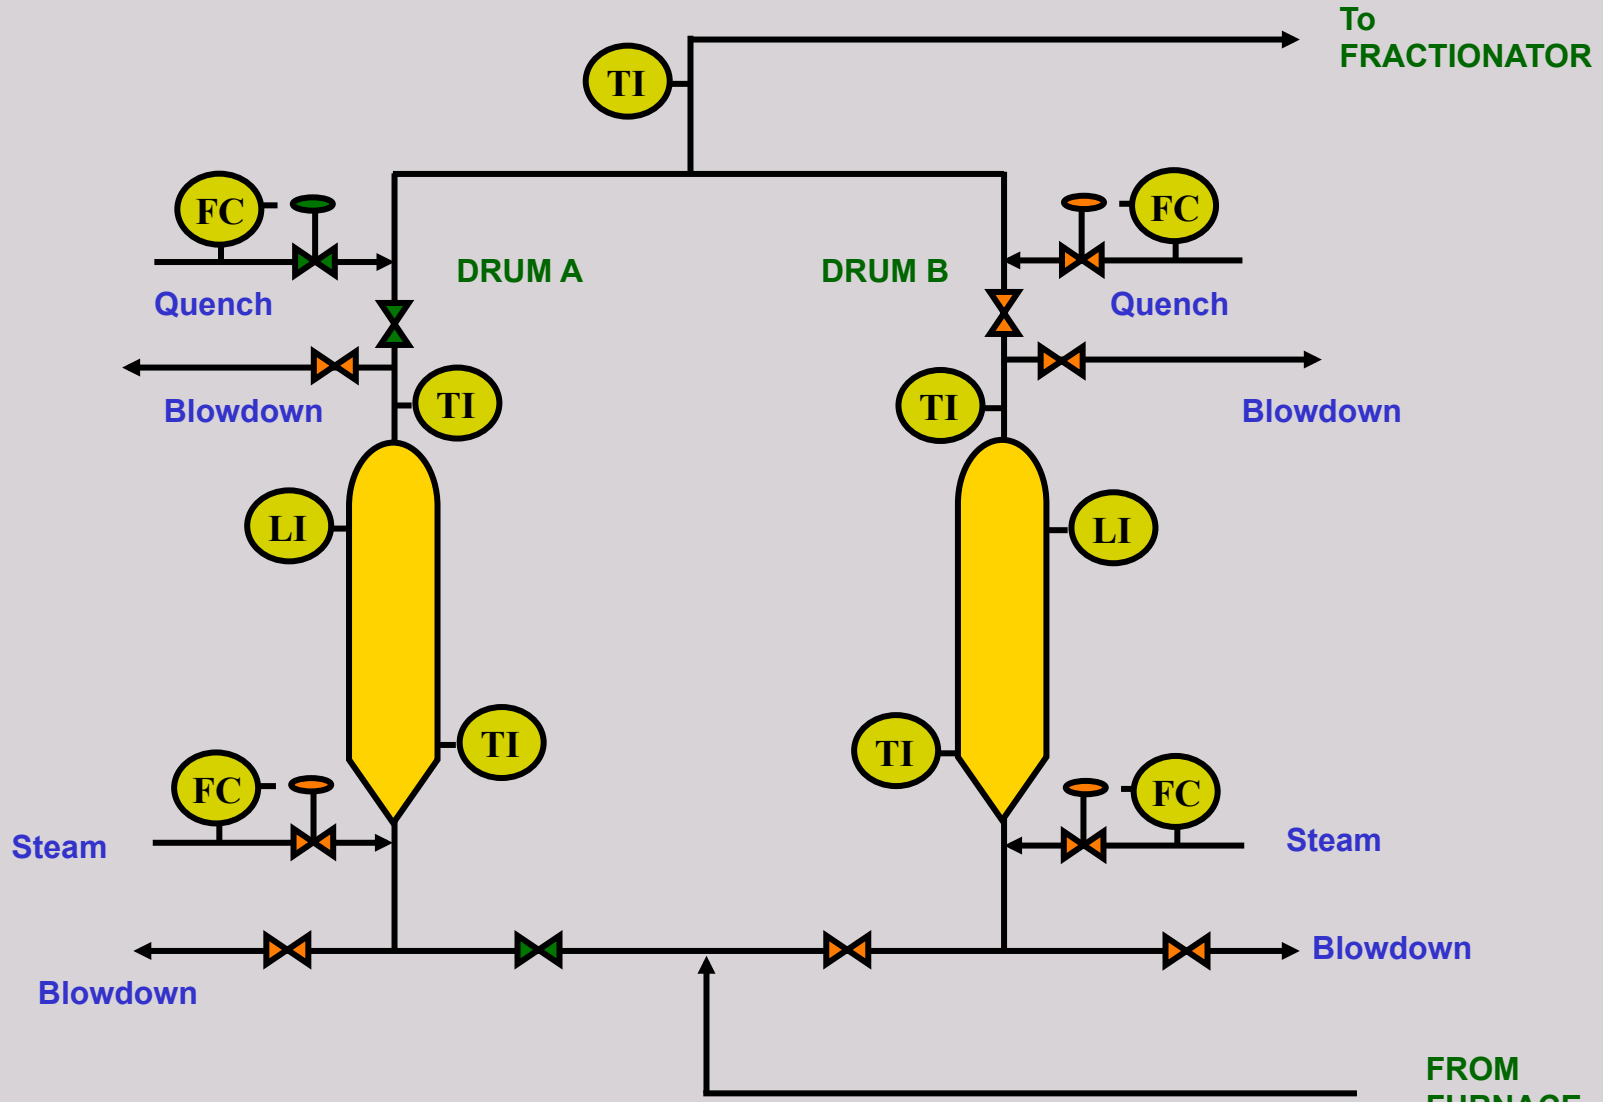 To
FRACTIONATOR
TI
FC
FC
DRUM A
DRUM B
Quench
Quench
TI
TI
Blowdown
Blowdown
LI
LI
TI
TI
FC
FC
Steam
Steam
Blowdown
Blowdown
FROM
FURNACE